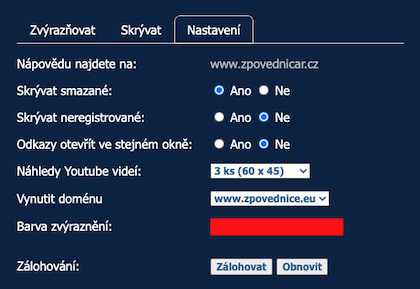 Zvýrazňovat Skrývat Nastavení
Nápovědu najdete na: www.zpovednicar.cz
Skrývat smazané: Ano Ne
Skrývat neregistrované: Ano Ne
Odkazy otevřít ve stejném okně: Ano Ne
Náhledy Youtube videí: 3 ks (60 x 45)
Vynutit doménu www.zpovednice.eu
Barva zvýraznění:
Zálohování: Zálohovat Obnovit